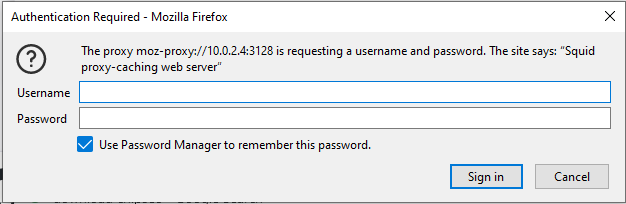 Authentication Required - Mozilla Firefox
The proxy moz-proxy://10.0.2.4:3128 is requesting a username and password. The site says: “Squid
proxy-caching web server”
Username
Password
Use Password Manager to remember this password.
Sign in
Cancel